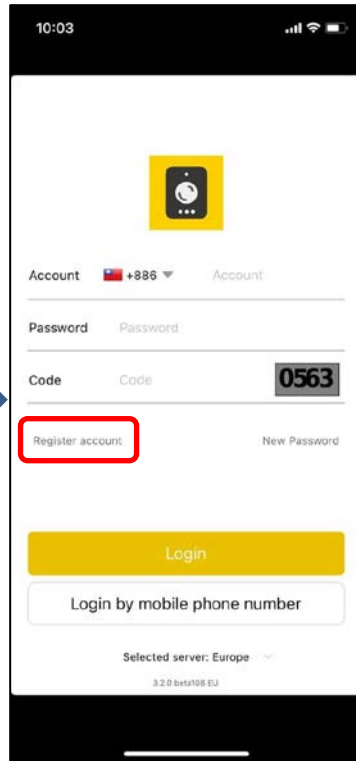 10:03
Account +886 Account
Password Password
Code Code 0563
Register account New Password
Login
Login by mobile phone number
Selected server: Europe
3.2.0 beta108 EU